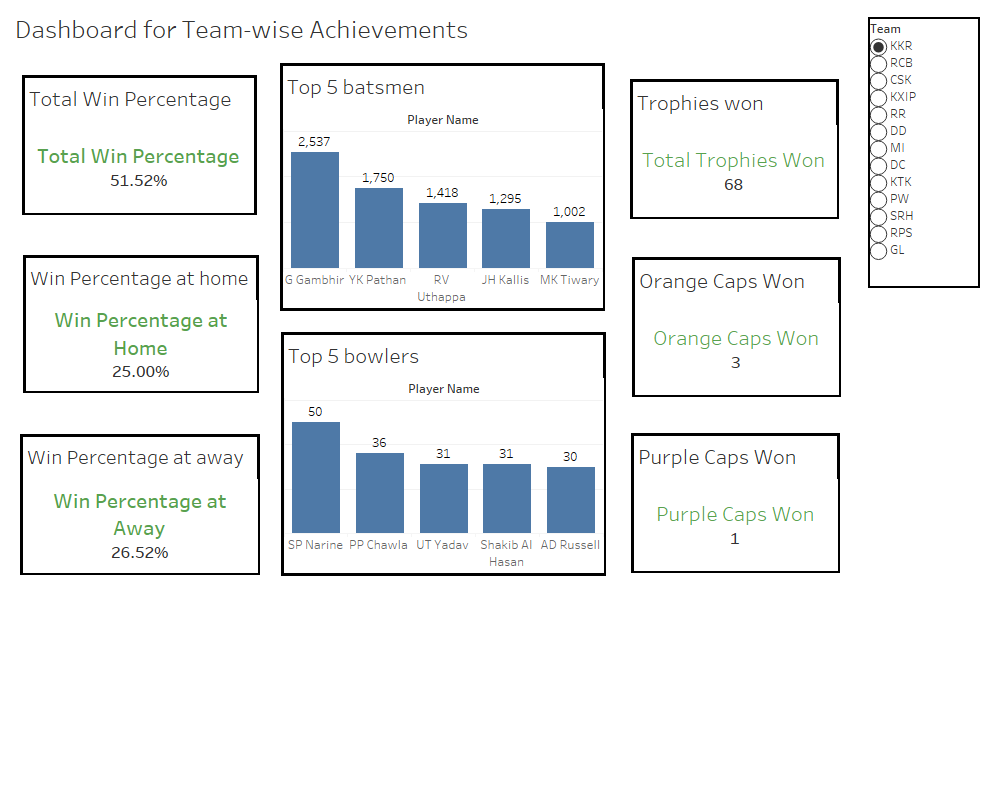 Dashboard for Team-wise Achievements
Total Win Percentage
Total Win Percentage
51.52%
Win Percentage at home
Win Percentage at
Home
25.00%
Win Percentage at away
Win Percentage at
Away
26.52%
Top 5 batsmen
Player Name
2,537
1,750
1,418
1,295
1,002
G Gambhir YK Pathan RV JH Kallis MK Tiwary
Uthappa
Top 5 bowlers
Player Name
50
36
31
31
30
SP Narine PP Chawla UT Yadav Shakib Al AD Russell
Hasan
Trophies won
Total Trophies Won
68
Orange Caps Won
Orange Caps Won
3
Purple Caps Won
Purple Caps Won
1
Team
KKR
RCB
CSK
KXIP
RR
DD
MI
DC
KTK
PW
SRH
RPS
GL